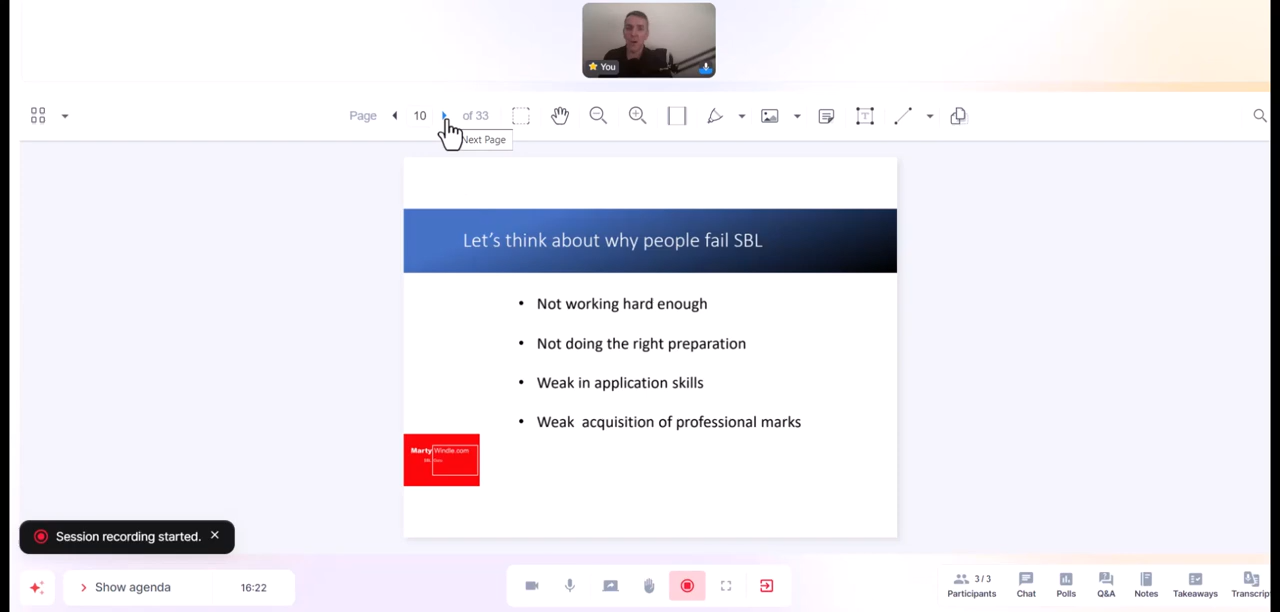 You
Page 10 of 33
Next Page
Let's think about why people fail SBL
• Not working hard enough
• Not doing the right preparation
• Weak in application skills
• Weak  acquisition of professional marks
MartyWindle.com
SBL
Session recording started.
Show agenda 16:22
3 / 3
Participants Chat Polls Q&A Notes Takeaways Transcrip